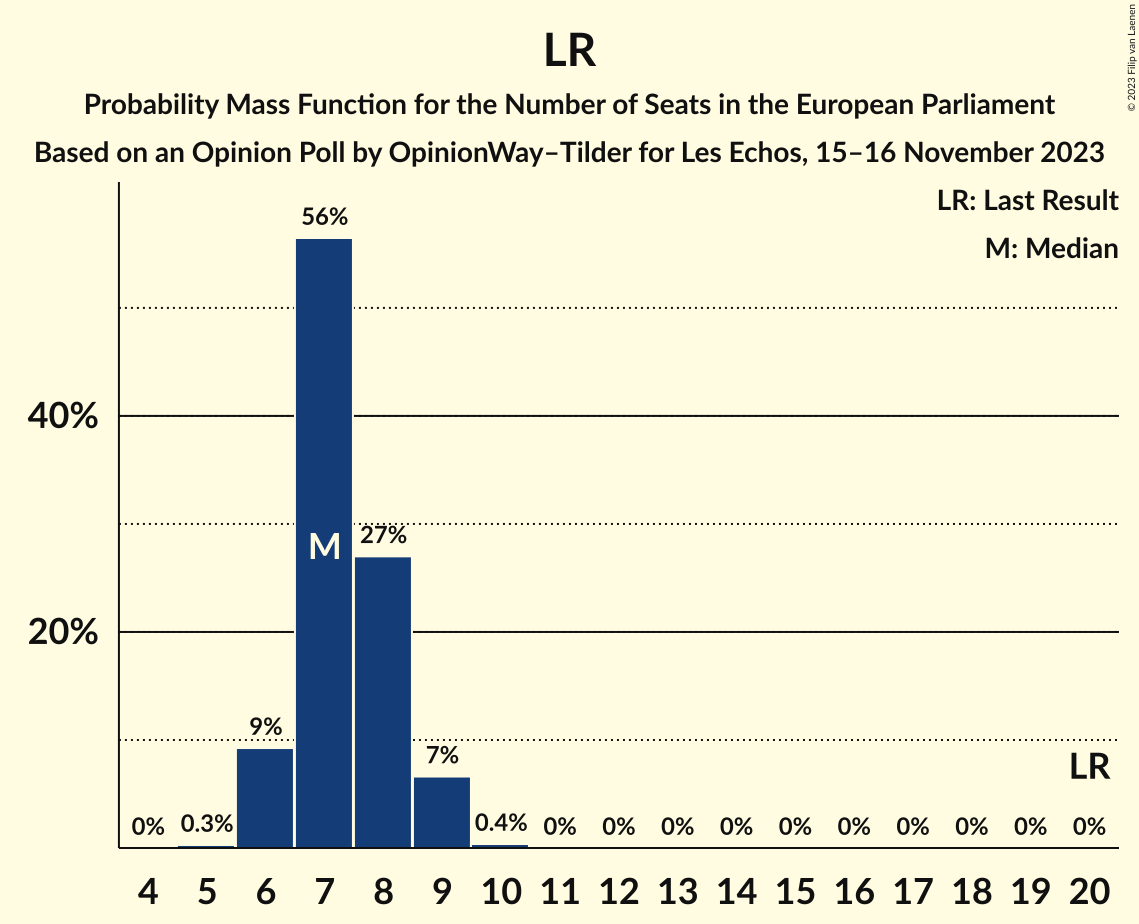 LR
Probability Mass Function for the Number of Seats in the European Parliament
Based on an Opinion Poll by OpinionWay–Tilder for Les Echos, 15–16 November 2023
© 2023 Filip van Laenen
LR: Last Result
M: Median
56%
40%
M
27%
20%
9%
7%
LR
0% 0.3% 0.4% 0% 0% 0% 0% 0% 0% 0% 0% 0% 0%
4 5 6 7 8 9 10 11 12 13 14 15 16 17 18 19 20